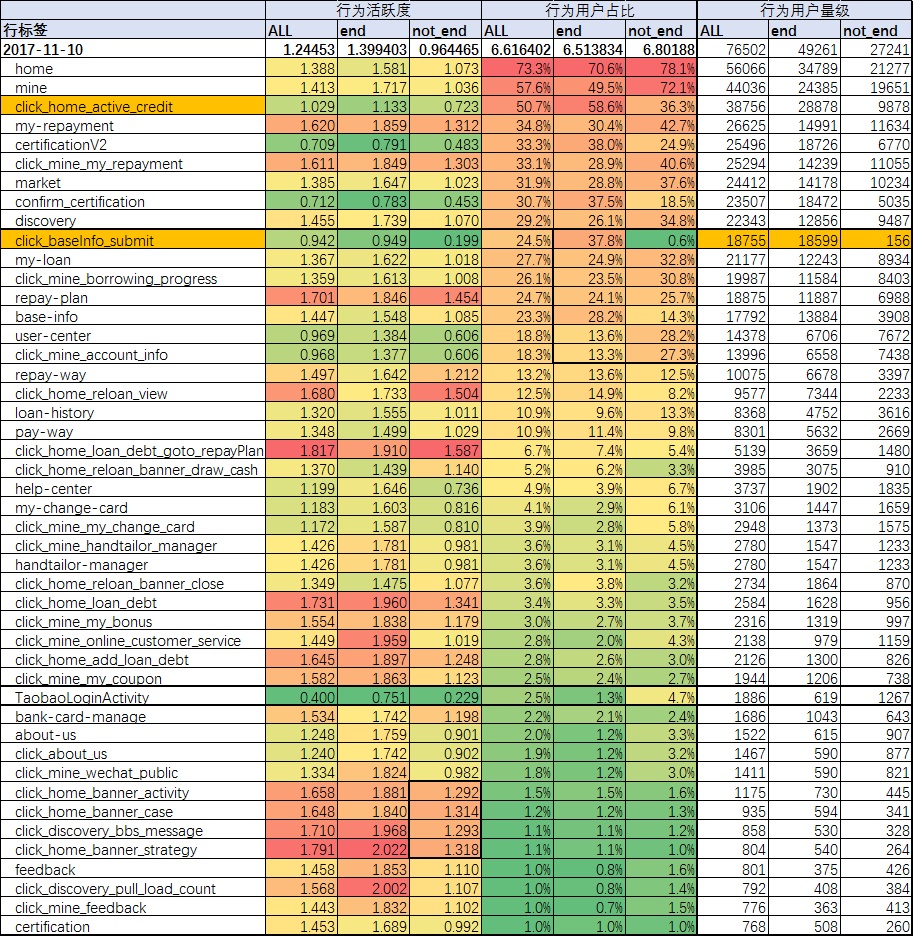 行为活跃度 行为用户占比 行为用户量级
行标签 ALL end not_end ALL end not_end ALL end not_end
2017-11-10 1.24453 1.399403 0.964465 6.616402 6.513834 6.80188 76502 49261 27241
home 1.388 1.581 1.073 73.3% 70.6% 78.1% 56066 34789 21277
mine 1.413 1.717 1.036 57.6% 49.5% 72.1% 44036 24385 19651
click_home_active_credit 1.029 1.133 0.723 50.7% 58.6% 36.3% 38756 28878 9878
my-repayment 1.620 1.859 1.312 34.8% 30.4% 42.7% 26625 14991 11634
certificationV2 0.709 0.791 0.483 33.3% 38.0% 24.9% 25496 18726 6770
click_mine_my_repayment 1.611 1.849 1.303 33.1% 28.9% 40.6% 25294 14239 11055
market 1.385 1.647 1.023 31.9% 28.8% 37.6% 24412 14178 10234
confirm_certification 0.712 0.783 0.453 30.7% 37.5% 18.5% 23507 18472 5035
discovery 1.455 1.739 1.070 29.2% 26.1% 34.8% 22343 12856 9487
click_baseInfo_submit 0.942 0.949 0.199 24.5% 37.8% 0.6% 18755 18599 156
my-loan 1.367 1.622 1.018 27.7% 24.9% 32.8% 21177 12243 8934
click_mine_borrowing_progress 1.359 1.613 1.008 26.1% 23.5% 30.8% 19987 11584 8403
repay-plan 1.701 1.846 1.454 24.7% 24.1% 25.7% 18875 11887 6988
base-info 1.447 1.548 1.085 23.3% 28.2% 14.3% 17792 13884 3908
user-center 0.969 1.384 0.606 18.8% 13.6% 28.2% 14378 6706 7672
click_mine_account_info 0.968 1.377 0.606 18.3% 13.3% 27.3% 13996 6558 7438
repay-way 1.497 1.642 1.212 13.2% 13.6% 12.5% 10075 6678 3397
click_home_reloan_view 1.680 1.733 1.504 12.5% 14.9% 8.2% 9577 7344 2233
loan-history 1.320 1.555 1.011 10.9% 9.6% 13.3% 8368 4752 3616
pay-way 1.348 1.499 1.029 10.9% 11.4% 9.8% 8301 5632 2669
click_home_loan_debt_goto_repayPlan 1.817 1.910 1.587 6.7% 7.4% 5.4% 5139 3659 1480
click_home_reloan_banner_draw_cash 1.370 1.439 1.140 5.2% 6.2% 3.3% 3985 3075 910
help-center 1.199 1.646 0.736 4.9% 3.9% 6.7% 3737 1902 1835
my-change-card 1.183 1.603 0.816 4.1% 2.9% 6.1% 3106 1447 1659
click_mine_my_change_card 1.172 1.587 0.810 3.9% 2.8% 5.8% 2948 1373 1575
click_mine_handtailor_manager 1.426 1.781 0.981 3.6% 3.1% 4.5% 2780 1547 1233
handtailor-manager 1.426 1.781 0.981 3.6% 3.1% 4.5% 2780 1547 1233
click_home_reloan_banner_close 1.349 1.475 1.077 3.6% 3.8% 3.2% 2734 1864 870
click_home_loan_debt 1.731 1.960 1.341 3.4% 3.3% 3.5% 2584 1628 956
click_mine_my_bonus 1.554 1.838 1.179 3.0% 2.7% 3.7% 2316 1319 997
click_mine_online_customer_service 1.449 1.959 1.019 2.8% 2.0% 4.3% 2138 979 1159
click_home_add_loan_debt 1.645 1.897 1.248 2.8% 2.6% 3.0% 2126 1300 826
click_mine_my_coupon 1.582 1.863 1.123 2.5% 2.4% 2.7% 1944 1206 738
TaobaoLoginActivity 0.400 0.751 0.229 2.5% 1.3% 4.7% 1886 619 1267
bank-card-manage 1.534 1.742 1.198 2.2% 2.1% 2.4% 1686 1043 643
about-us 1.248 1.759 0.901 2.0% 1.2% 3.3% 1522 615 907
click_about_us 1.240 1.742 0.902 1.9% 1.2% 3.2% 1467 590 877
click_mine_wechat_public 1.334 1.824 0.982 1.8% 1.2% 3.0% 1411 590 821
click_home_banner_activity 1.658 1.881 1.292 1.5% 1.5% 1.6% 1175 730 445
click_home_banner_case 1.648 1.840 1.314 1.2% 1.2% 1.3% 935 594 341
click_discovery_bbs_message 1.710 1.968 1.293 1.1% 1.1% 1.2% 858 530 328
click_home_banner_strategy 1.791 2.022 1.318 1.1% 1.1% 1.0% 804 540 264
feedback 1.458 1.853 1.110 1.0% 0.8% 1.6% 801 375 426
click_discovery_pull_load_count 1.568 2.002 1.107 1.0% 0.8% 1.4% 792 408 384
click_mine_feedback 1.443 1.832 1.102 1.0% 0.7% 1.5% 776 363 413
certification 1.453 1.689 0.992 1.0% 1.0% 1.0% 768 508 260